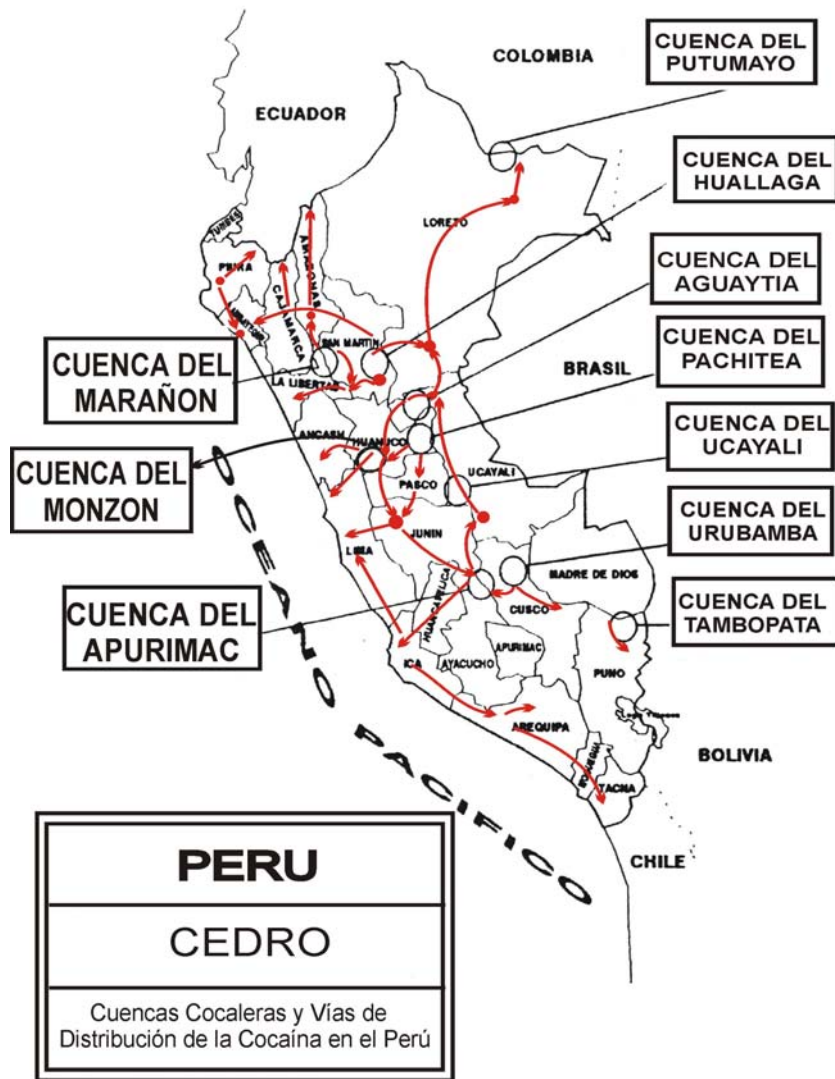 COLOMBIA
CUENCA DEL
PUTUMAYO
ECUADOR
CUENCA DEL
HUALLAGA
LORETO
TUMBES
PIURA
AMAZONAS
CAJAMARCA
CUENCA DEL
AGUAYTIA
SAN MARTIN
CUENCA DEL
MARAÑON
LA LIBERTAD
BRASIL
CUENCA DEL
PACHITEA
ANCASH
HUANUCO
CUENCA DEL
UCAYALI
UCAYALI
CUENCA DEL
MONZON
PASCO
JUNIN
LIMA
CUENCA DEL
URUBAMBA
MADRE DE DIOS
HUANCAVELICA
CUSCO
CUENCA DEL
TAMBOPATA
CUENCA DEL
APURIMAC
APURIMAC
ICA
AYACUCHO
PUNO
AREQUIPA
BOLIVIA
MOQUEGUA
TACNA
OCEANO PACIFICO
CHILE
PERU
CEDRO
Cuencas Cocaleras y Vías de
Distribución de la Cocaína en el Perú